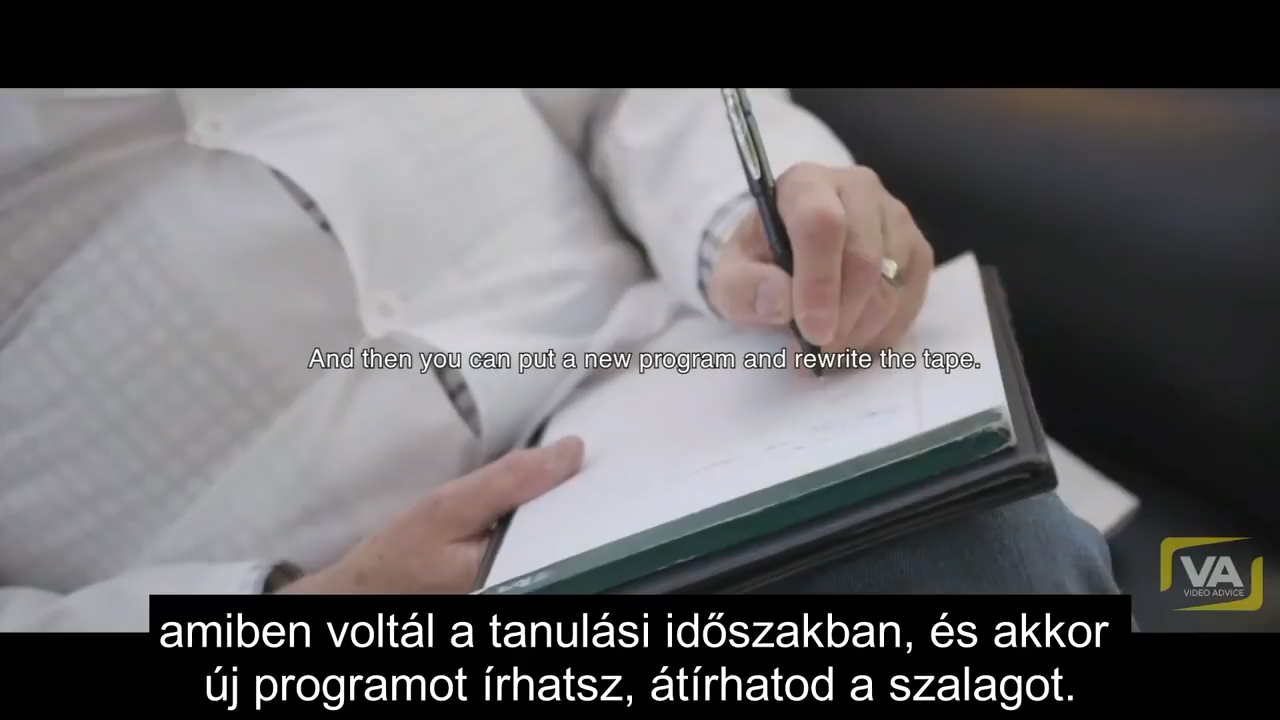 And then you can put a new program and rewrite the tape.
VA
VIDEO ADVICE
amiben voltál a tanulási időszakban, és akkor
új programot írhatsz, átírhatod a szalagot.